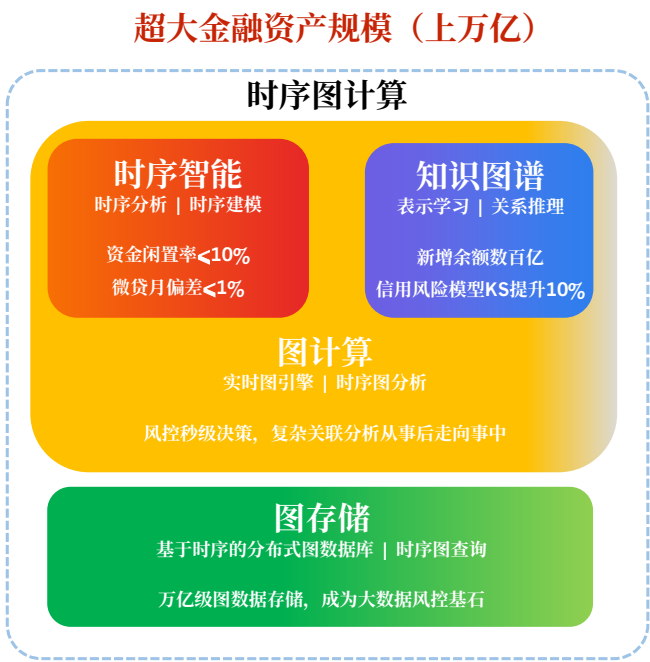 超大金融资产规模（上万亿）
时序图计算
时序智能
时序分析 | 时序建模
资金闲置率⩽10%
微贷月偏差⩽1%
知识图谱
表示学习 | 关系推理
新增余额数百亿
信用风险模型KS提升10%
图计算
实时图引擎 | 时序图分析
风控秒级决策，复杂关联分析从事后走向事中
图存储
基于时序的分布式图数据库 | 时序图查询
万亿级图数据存储，成为大数据风控基石